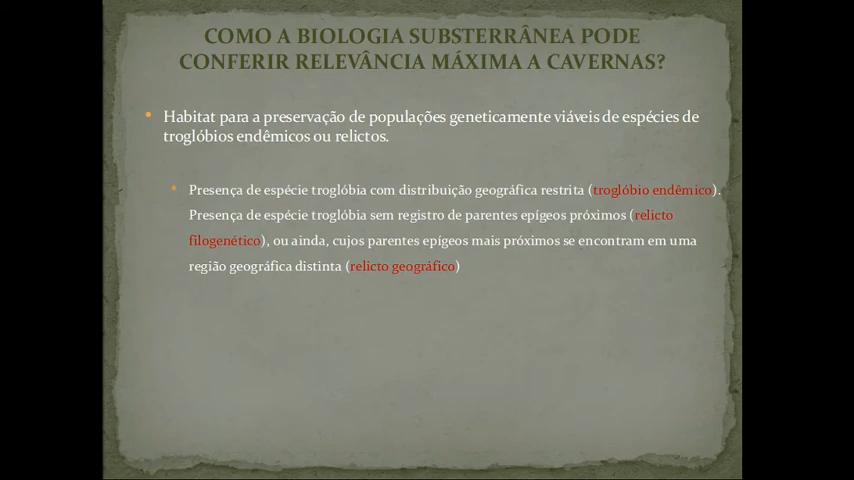 COMO A BIOLOGIA SUBSTERRÂNEA PODE
CONFERIR RELEVÂNCIA MÁXIMA A CAVERNAS?
• Habitat para a preservação de populações geneticamente viáveis de espécies de
troglóbios endêmicos ou relictos.
• Presença de espécie troglóbia com distribuição geográfica restrita (troglóbio endêmico).
Presença de espécie troglóbia sem registro de parentes epígeos próximos (relicto
filogenético), ou ainda, cujos parentes epígeos mais próximos se encontram em uma
região geográfica distinta (relicto geográfico)